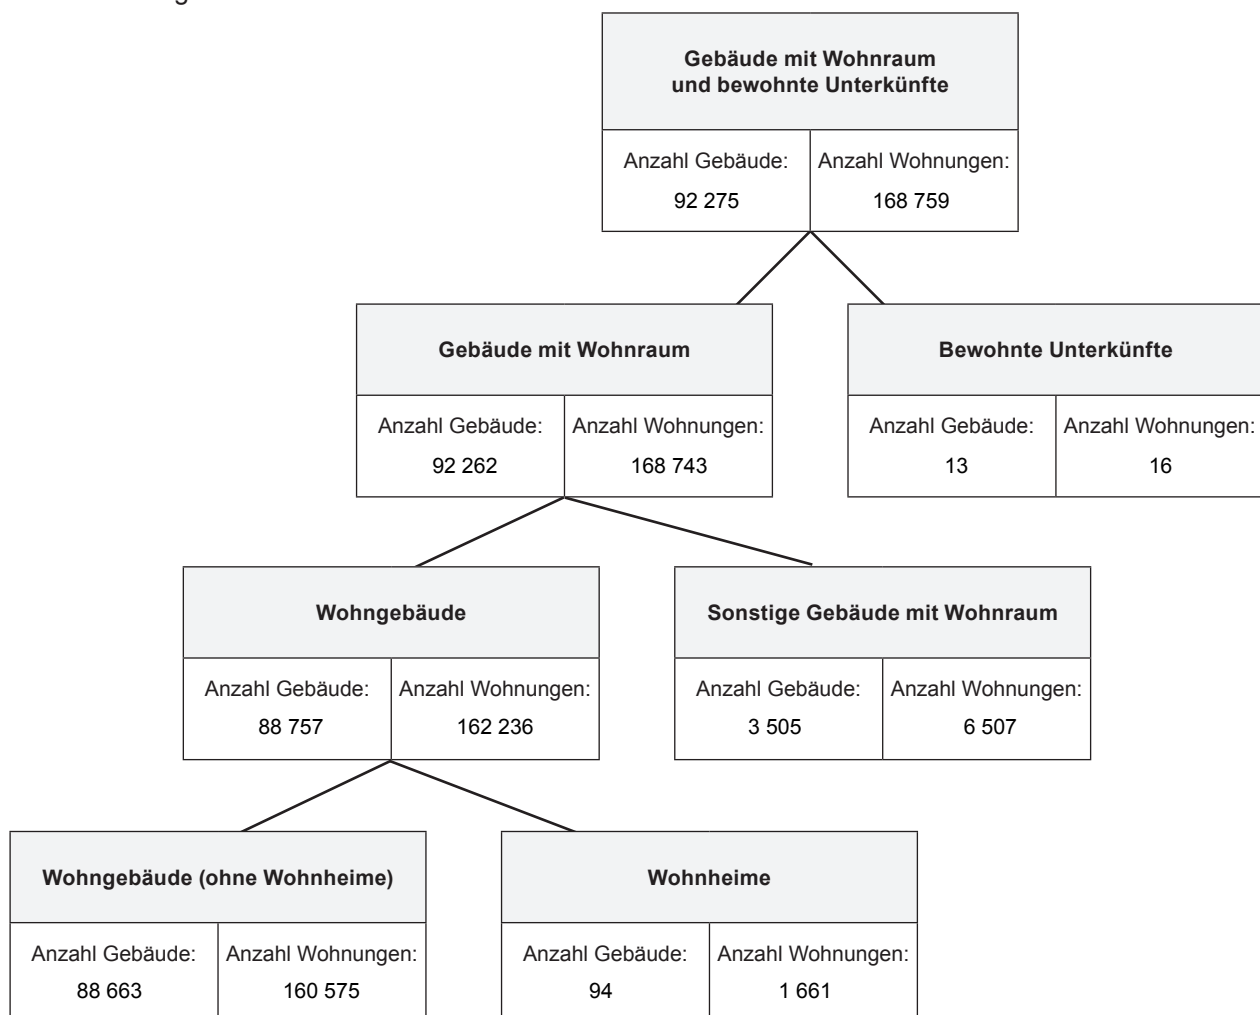 Gebäude mit Wohnraum
und bewohnte Unterkünfte
Anzahl Gebäude: Anzahl Wohnungen:
92 275 168 759
Gebäude mit Wohnraum
Anzahl Gebäude: Anzahl Wohnungen:
92 262 168 743
Bewohnte Unterkünfte
Anzahl Gebäude: Anzahl Wohnungen:
13 16
Wohngebäude
Anzahl Gebäude: Anzahl Wohnungen:
88 757 162 236
Sonstige Gebäude mit Wohnraum
Anzahl Gebäude: Anzahl Wohnungen:
3 505 6 507
Wohngebäude (ohne Wohnheime)
Anzahl Gebäude: Anzahl Wohnungen:
88 663 160 575
Wohnheime
Anzahl Gebäude: Anzahl Wohnungen:
94 1 661